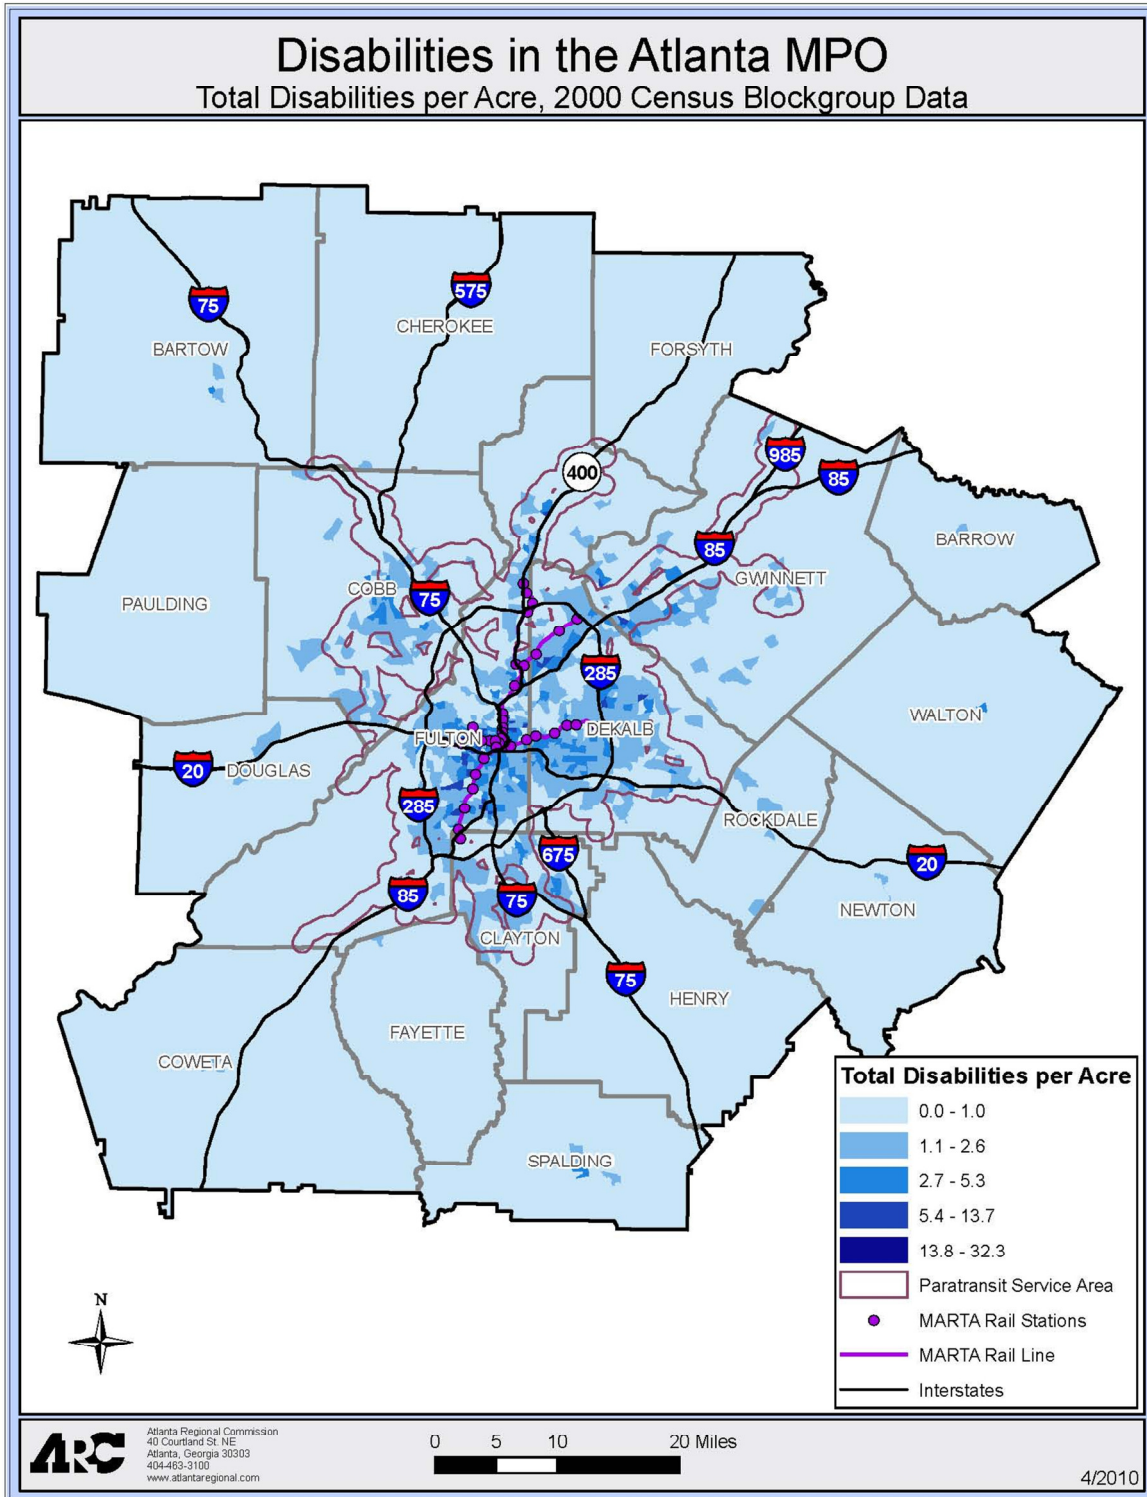 Disabilities in the Atlanta MPO
Total Disabilities per Acre, 2000 Census Blockgroup Data
575
75
CHEROKEE
BARTOW
FORSYTH
985
400
85
85
BARROW
GWINNETT
COBB
75
PAULDING
285
WALTON
DEKALB
FULTON
20
DOUGLAS
285
ROCKDALE
675
20
85
75
NEWTON
CLAYTON
75
HENRY
FAYETTE
COWETA
SPALDING
Total Disabilities per Acre
0.0 - 1.0
1.1 - 2.6
2.7 - 5.3
5.4 - 13.7
13.8 - 32.3
Paratransit Service Area
MARTA Rail Stations
MARTA Rail Line
Interstates
N
ARC
Atlanta Regional Commission
40 Courtland St. NE
Atlanta, Georgia 30303
404-463-3100
www.atlantaregional.com
0 5 10 20 Miles
4/2010